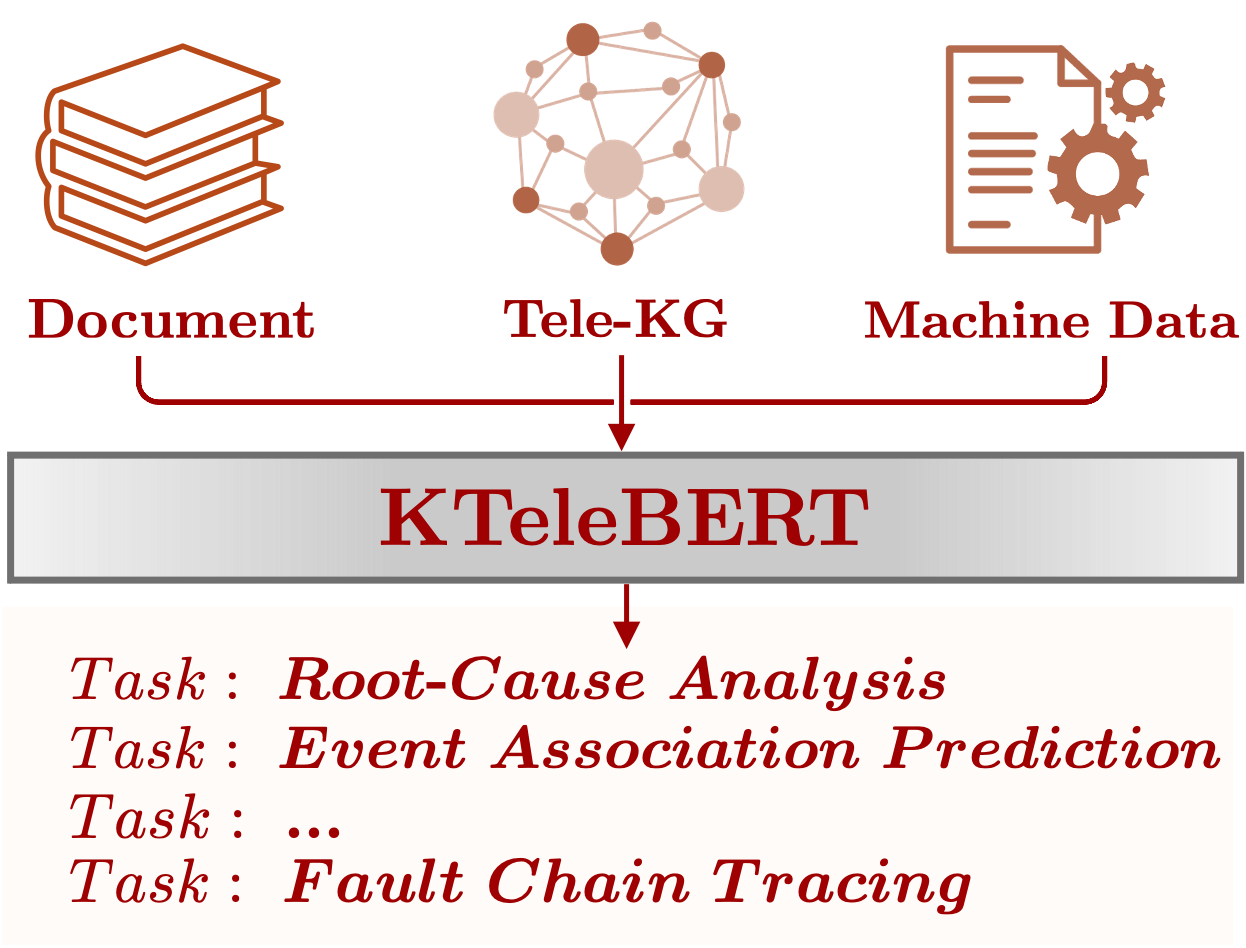 Document Tele-KG Machine Data
KTeleBERT
Task : Root-Cause Analysis
Task : Event Association Prediction
Task : ...
Task : Fault Chain Tracing